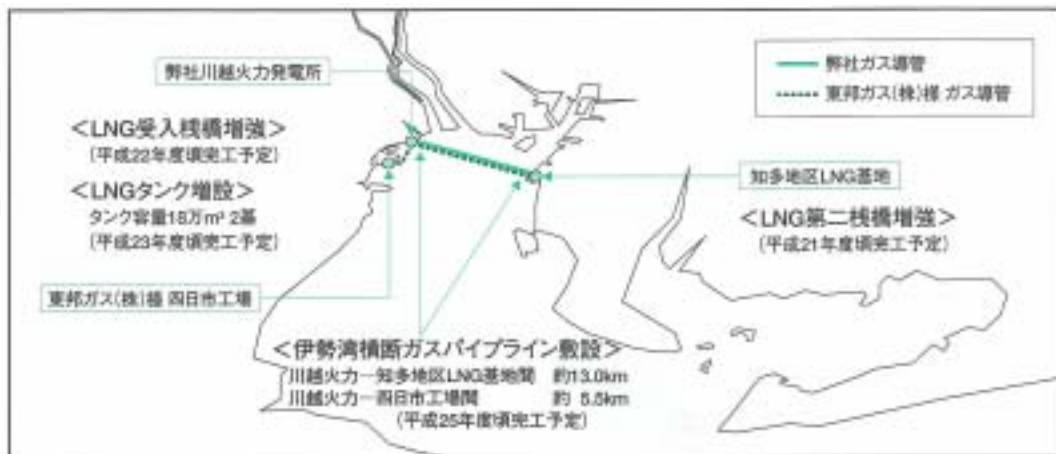 弊社川越火力発電所
弊社ガス導管
東邦ガス(株)様 ガス導管
<LNG受入桟橋増強>
(平成22年度頃完工予定)
<LNGタンク増設>
タンク容量18万m³ 2基
(平成23年度頃完工予定)
知多地区LNG基地
<LNG第二桟橋増強>
(平成21年度頃完工予定)
東邦ガス(株)様 四日市工場
<伊勢湾横断ガスパイプライン敷設>
川越火力ー知多地区LNG基地間 約13.0km
川越火力ー四日市工場間 約 5.5km
(平成25年度頃完工予定)